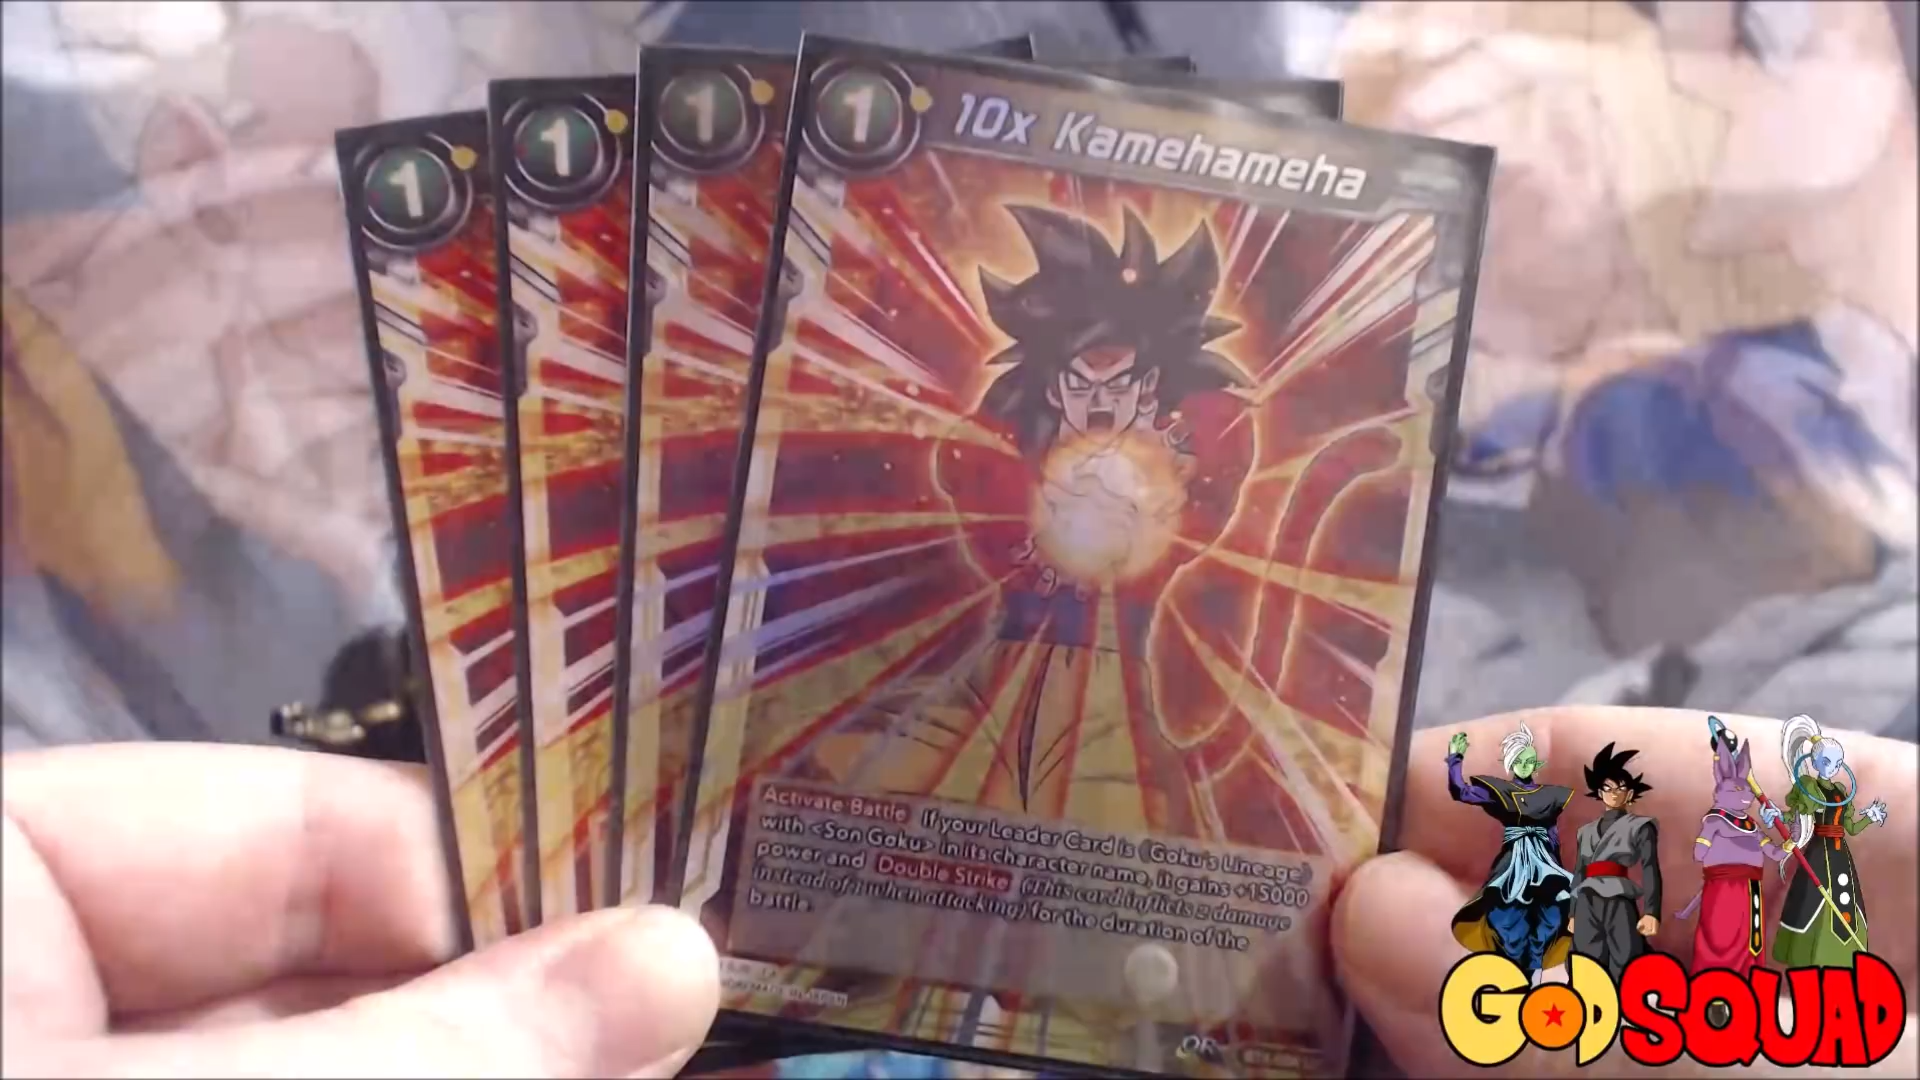 1
1
1
1 10x Kamehameha
Activate Battle If your Leader Card is 《Goku's Lineage》
with <Son Goku> in its character name, it gains +15000
power and Double Strike (This card inflicts 2 damage
instead of 1 when attacking) for the duration of the
battle.
GOD SQUAD